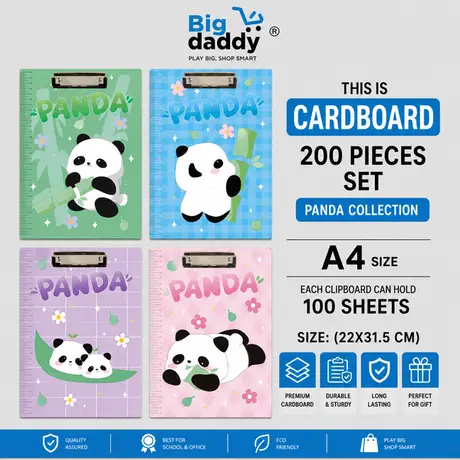 Big
daddy ®
PLAY BIG, SHOP SMART
PANDA
PANDA
PANDA
PANDA
THIS IS
CARDBOARD
200 PIECES
SET
PANDA COLLECTION
A4 SIZE
EACH CLIPBOARD CAN HOLD
100 SHEETS
SIZE: (22X31.5 CM)
PREMIUM
CARDBOARD
DURABLE
& STURDY
LONG
LASTING
PERFECT
FOR GIFT
QUALITY
ASSURED
BEST FOR
SCHOOL & OFFICE
ECO
FRIENDLY
PLAY BIG
SHOP SMART